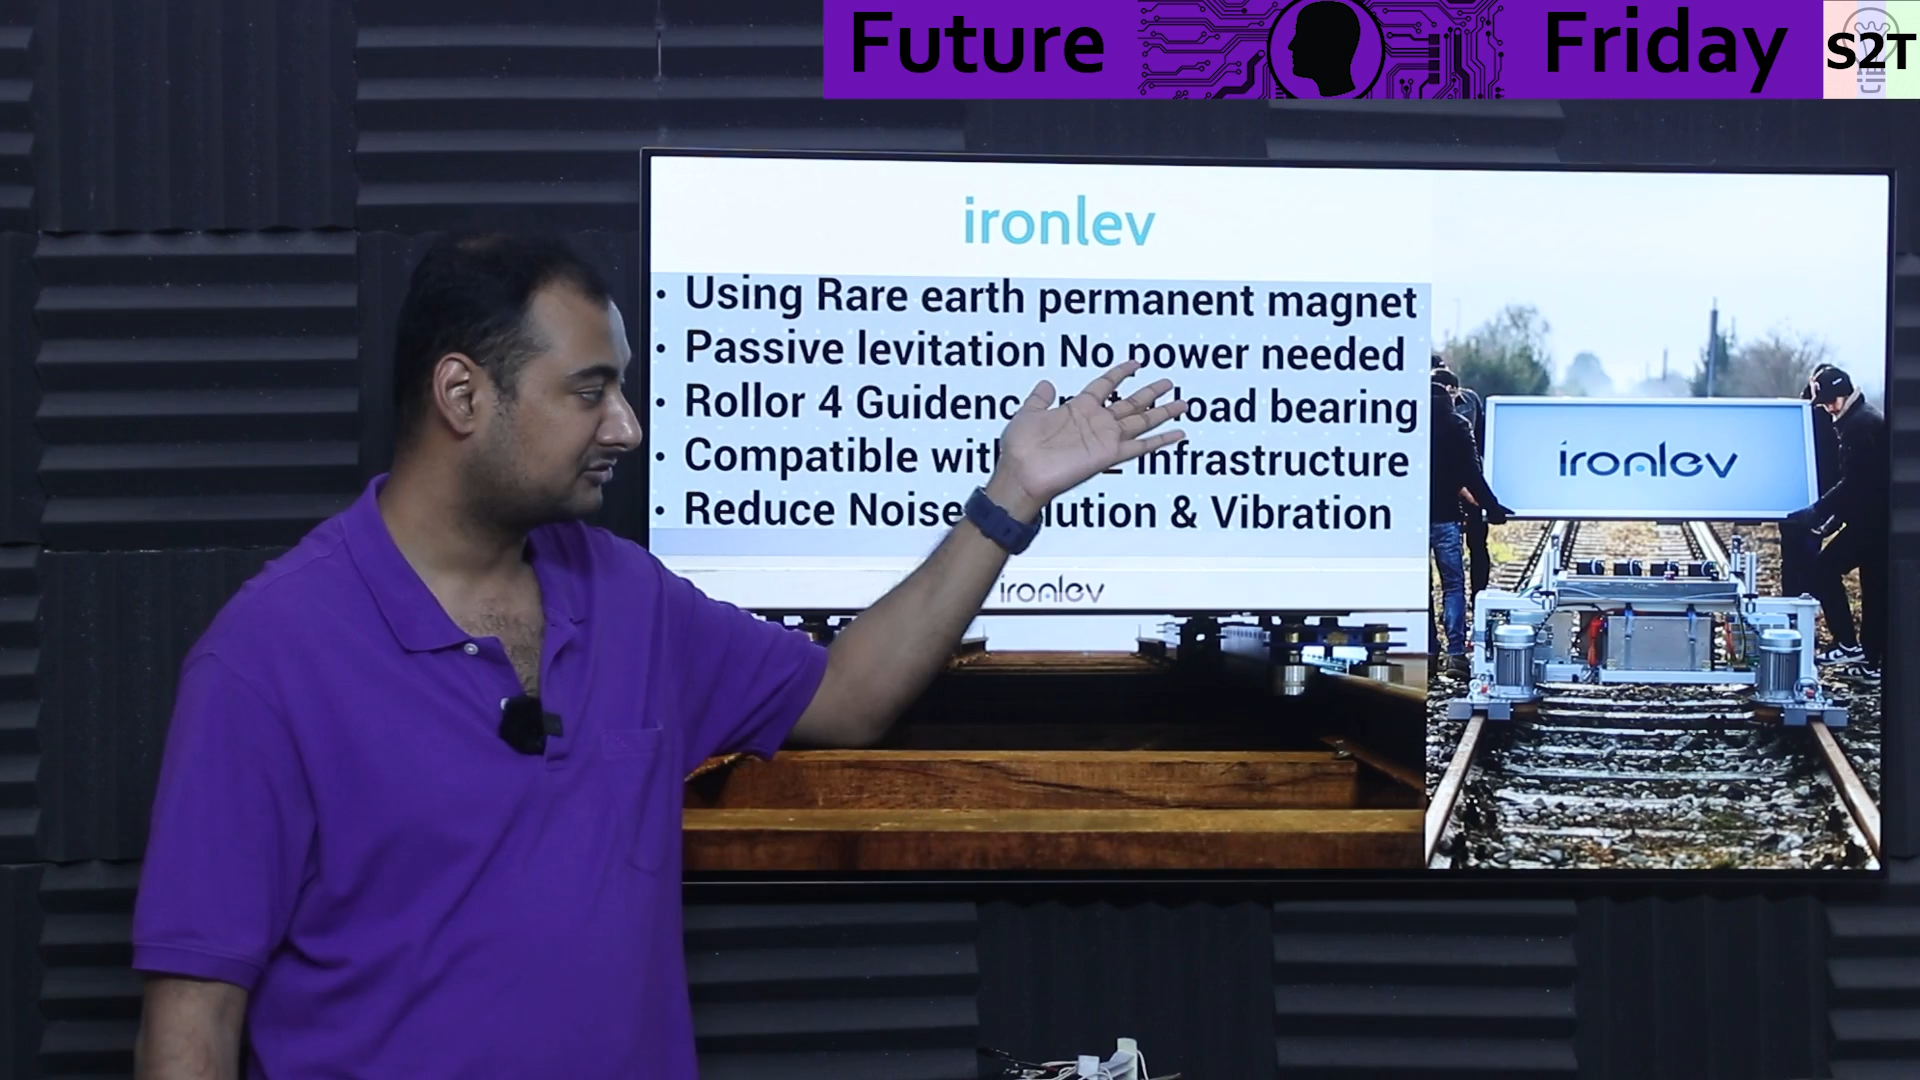 Future Friday S2T
ironlev
• Using Rare earth permanent magnet
• Passive levitation No power needed
• Rollor 4 Guidenc load bearing
• Compatible with infrastructure
• Reduce Noise lution & Vibration
ironlev
ironlev